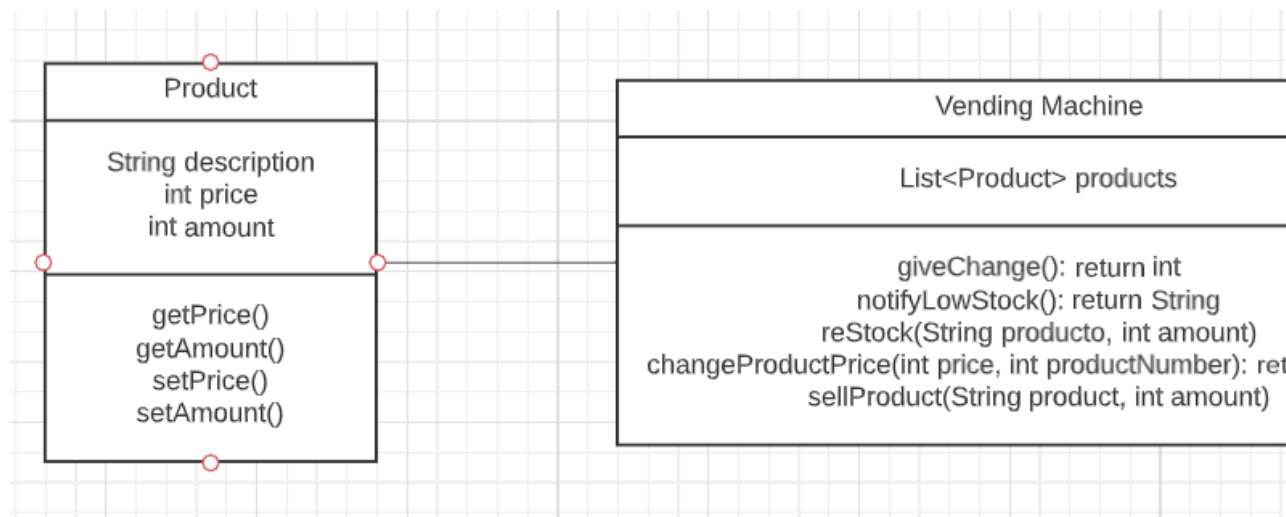 Product
String description
int price
int amount
getPrice()
getAmount()
setPrice()
setAmount()
Vending Machine
List<Product> products
giveChange(): return int
notifyLowStock(): return String
reStock(String producto, int amount)
changeProductPrice(int price, int productNumber):
sellProduct(String product, int amount)